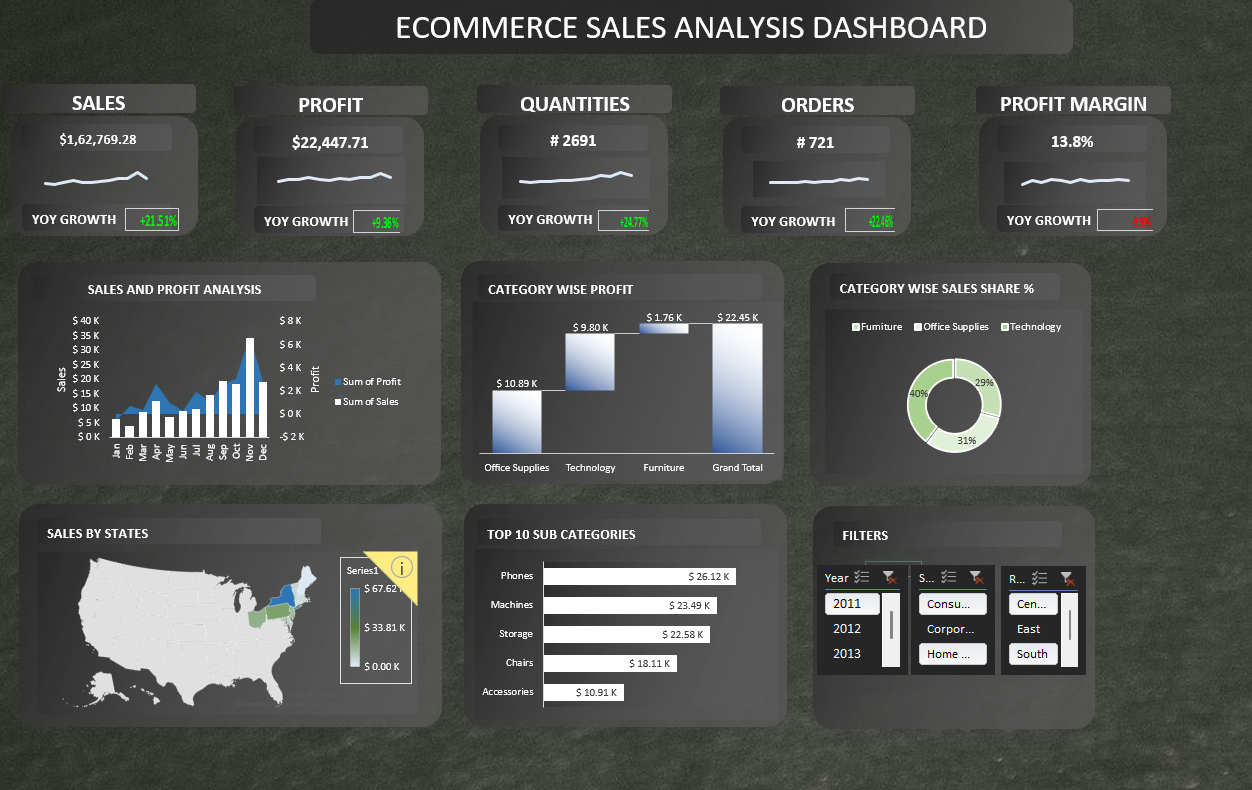 ECOMMERCE SALES ANALYSIS DASHBOARD
SALES
$1,62,769.28
YOY GROWTH
+21.51%
PROFIT
$22,447.71
YOY GROWTH
+9.36%
QUANTITIES
# 2691
YOY GROWTH
+24.77%
ORDERS
# 721
YOY GROWTH
+22.46%
PROFIT MARGIN
13.8%
YOY GROWTH
SALES AND PROFIT ANALYSIS
$ 40 K
$ 35 K
$ 30 K
$ 25 K
$ 20 K
$ 15 K
$ 10 K
$ 5 K
$ 0 K
Sales
$ 8 K
$ 6 K
$ 4 K
$ 2 K
$ 0 K
-$ 2 K
Profit
Jan
Feb
Mar
Apr
May
Jun
Jul
Aug
Sep
Oct
Nov
Dec
Sum of Profit
Sum of Sales
CATEGORY WISE PROFIT
$ 10.89 K
$ 9.80 K
$ 1.76 K
$ 22.45 K
Office Supplies
Technology
Furniture
Grand Total
CATEGORY WISE SALES SHARE %
Furniture
Office Supplies
Technology
29%
31%
40%
SALES BY STATES
Series1
$ 67.62
$ 33.81 K
$ 0.00 K
TOP 10 SUB CATEGORIES
Phones $ 26.12 K
Machines $ 23.49 K
Storage $ 22.58 K
Chairs $ 18.11 K
Accessories $ 10.91 K
FILTERS
Year
2011
2012
2013
S...
Consu...
Corpor...
Home ...
R...
Cen...
East
South